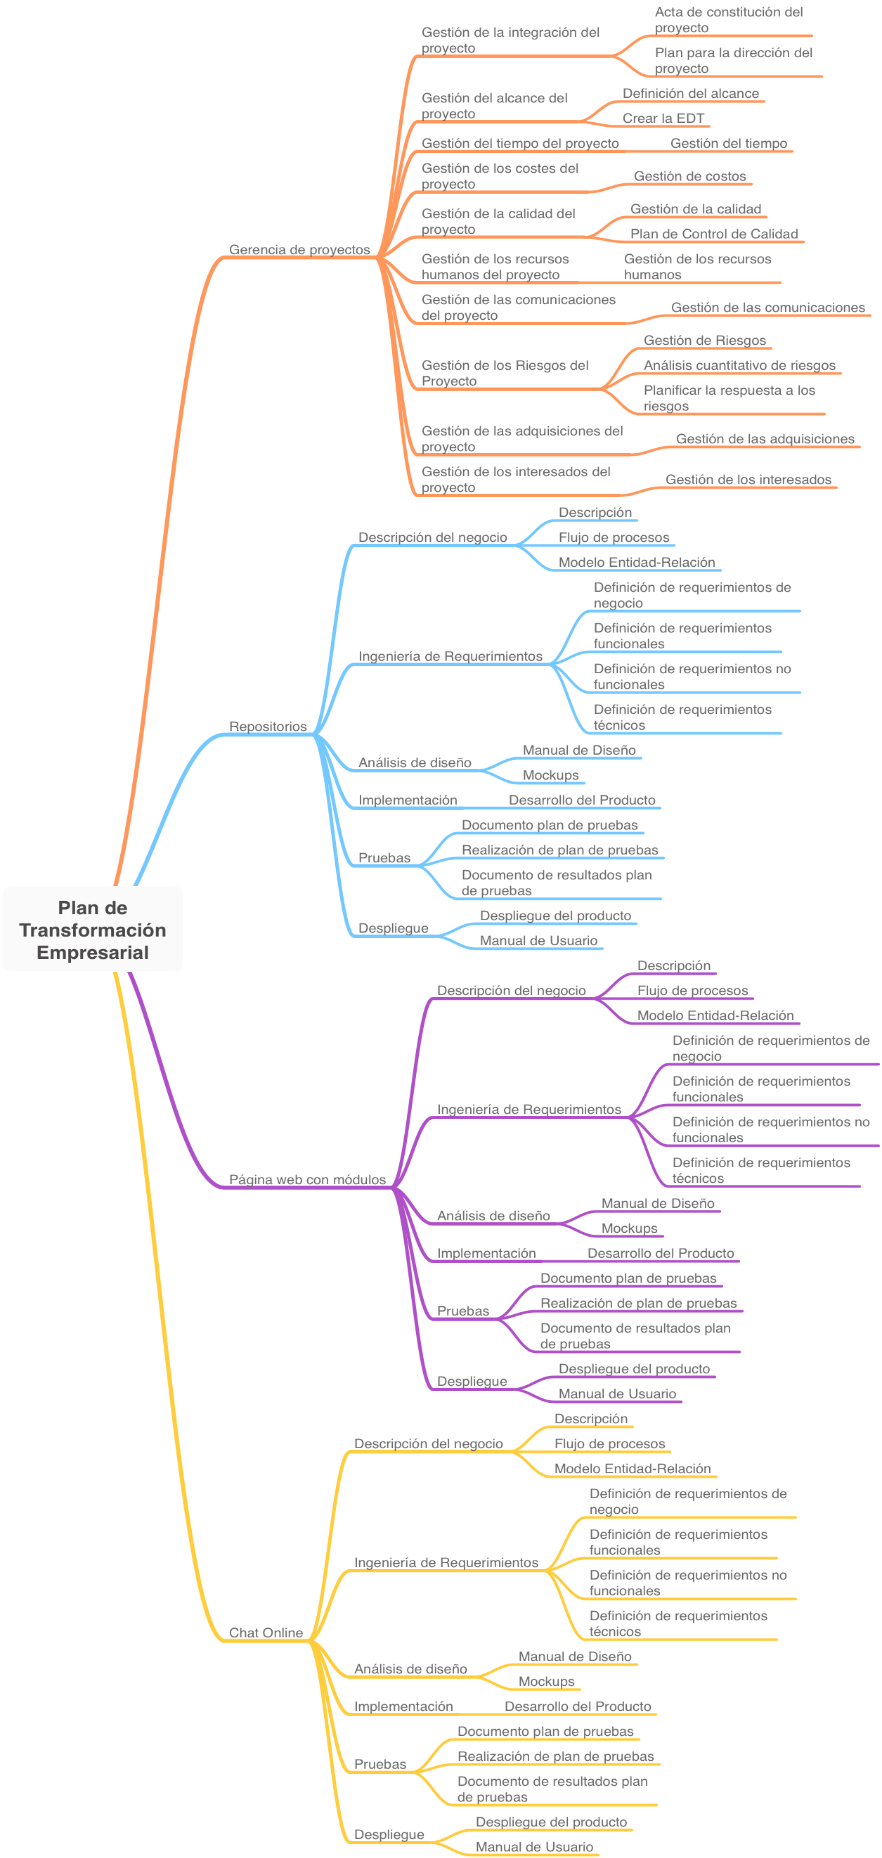 Plan de
Transformación
Empresarial
Gerencia de proyectos
Gestión de la integración del
proyecto
Acta de constitución del
proyecto
Plan para la dirección del
proyecto
Gestión del alcance del
proyecto
Definición del alcance
Crear la EDT
Gestión del tiempo del proyecto
Gestión del tiempo
Gestión de los costes del
proyecto
Gestión de costos
Gestión de la calidad del
proyecto
Gestión de la calidad
Plan de Control de Calidad
Gestión de los recursos
humanos del proyecto
Gestión de los recursos
humanos
Gestión de las comunicaciones
del proyecto
Gestión de las comunicaciones
Gestión de los Riesgos del
Proyecto
Gestión de Riesgos
Análisis cuantitativo de riesgos
Planificar la respuesta a los
riesgos
Gestión de las adquisiciones del
proyecto
Gestión de las adquisiciones
Gestión de los interesados del
proyecto
Gestión de los interesados
Repositorios
Descripción del negocio
Descripción
Flujo de procesos
Modelo Entidad-Relación
Ingeniería de Requerimientos
Definición de requerimientos de
negocio
Definición de requerimientos
funcionales
Definición de requerimientos no
funcionales
Definición de requerimientos
técnicos
Análisis de diseño
Manual de Diseño
Mockups
Implementación
Desarrollo del Producto
Pruebas
Documento plan de pruebas
Realización de plan de pruebas
Documento de resultados plan
de pruebas
Despliegue
Despliegue del producto
Manual de Usuario
Página web con módulos
Descripción del negocio
Descripción
Flujo de procesos
Modelo Entidad-Relación
Ingeniería de Requerimientos
Definición de requerimientos de
negocio
Definición de requerimientos
funcionales
Definición de requerimientos no
funcionales
Definición de requerimientos
técnicos
Análisis de diseño
Manual de Diseño
Mockups
Implementación
Desarrollo del Producto
Pruebas
Documento plan de pruebas
Realización de plan de pruebas
Documento de resultados plan
de pruebas
Despliegue
Despliegue del producto
Manual de Usuario
Chat Online
Descripción del negocio
Descripción
Flujo de procesos
Modelo Entidad-Relación
Ingeniería de Requerimientos
Definición de requerimientos de
negocio
Definición de requerimientos
funcionales
Definición de requerimientos no
funcionales
Definición de requerimientos
técnicos
Análisis de diseño
Manual de Diseño
Mockups
Implementación
Desarrollo del Producto
Pruebas
Documento plan de pruebas
Realización de plan de pruebas
Documento de resultados plan
de pruebas
Despliegue
Despliegue del producto
Manual de Usuario